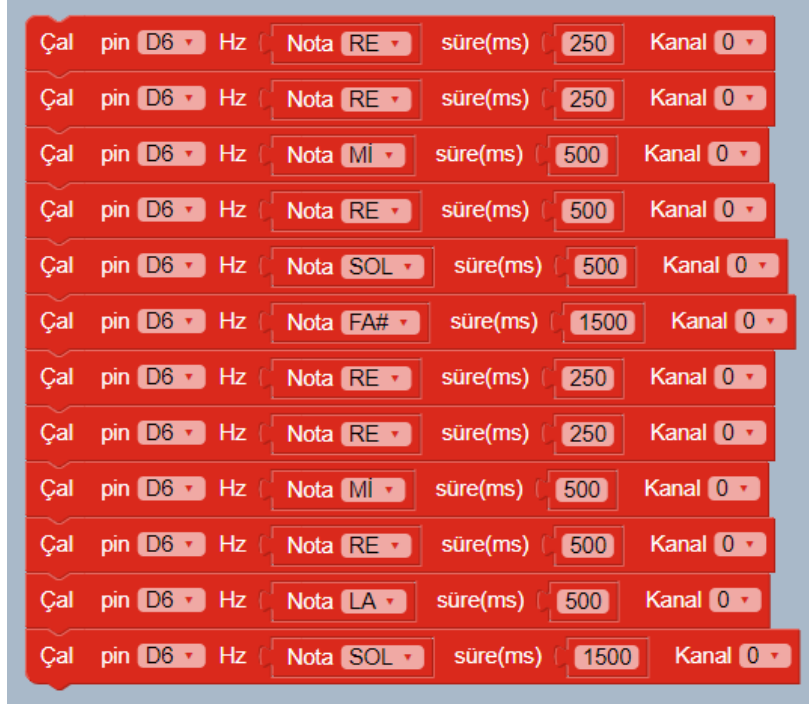 Çal pin D6 Hz Nota RE süre(ms) 250 Kanal 0
Çal pin D6 Hz Nota RE süre(ms) 250 Kanal 0
Çal pin D6 Hz Nota Mİ süre(ms) 500 Kanal 0
Çal pin D6 Hz Nota RE süre(ms) 500 Kanal 0
Çal pin D6 Hz Nota SOL süre(ms) 500 Kanal 0
Çal pin D6 Hz Nota FA# süre(ms) 1500 Kanal 0
Çal pin D6 Hz Nota RE süre(ms) 250 Kanal 0
Çal pin D6 Hz Nota RE süre(ms) 250 Kanal 0
Çal pin D6 Hz Nota Mİ süre(ms) 500 Kanal 0
Çal pin D6 Hz Nota RE süre(ms) 500 Kanal 0
Çal pin D6 Hz Nota LA süre(ms) 500 Kanal 0
Çal pin D6 Hz Nota SOL süre(ms) 1500 Kanal 0